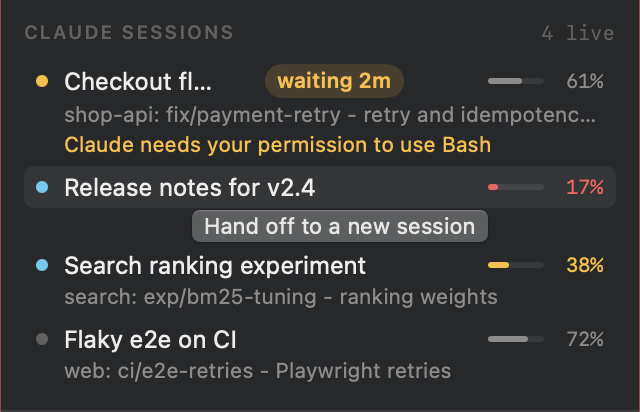 CLAUDE SESSIONS 4 live
Checkout fl... waiting 2m 61%
shop-api: fix/payment-retry - retry and idempotenc...
Claude needs your permission to use Bash
Release notes for v2.4 17%
Hand off to a new session
Search ranking experiment 38%
search: exp/bm25-tuning - ranking weights
Flaky e2e on CI 72%
web: ci/e2e-retries - Playwright retries